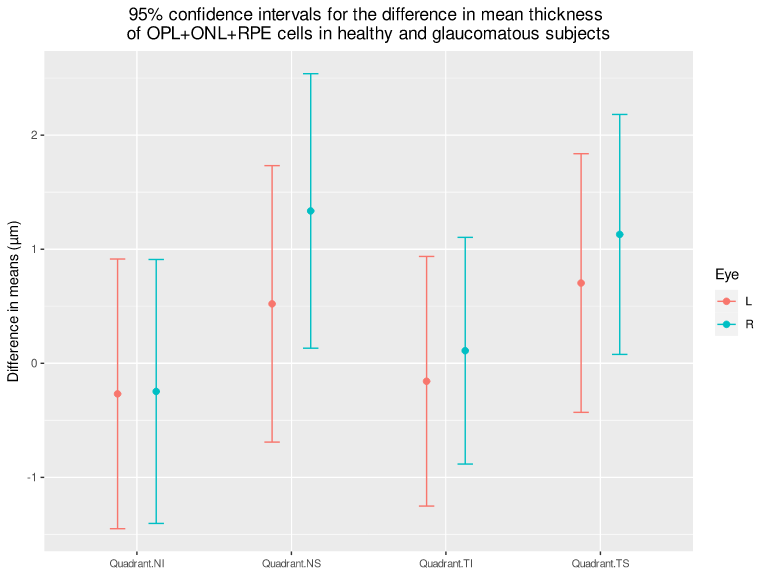 95% confidence intervals for the difference in mean thickness
of OPL+ONL+RPE cells in healthy and glaucomatous subjects
Difference in means (µm)
2
1
0
-1
Quadrant.NI
Quadrant.NS
Quadrant.TI
Quadrant.TS
Eye
L
R